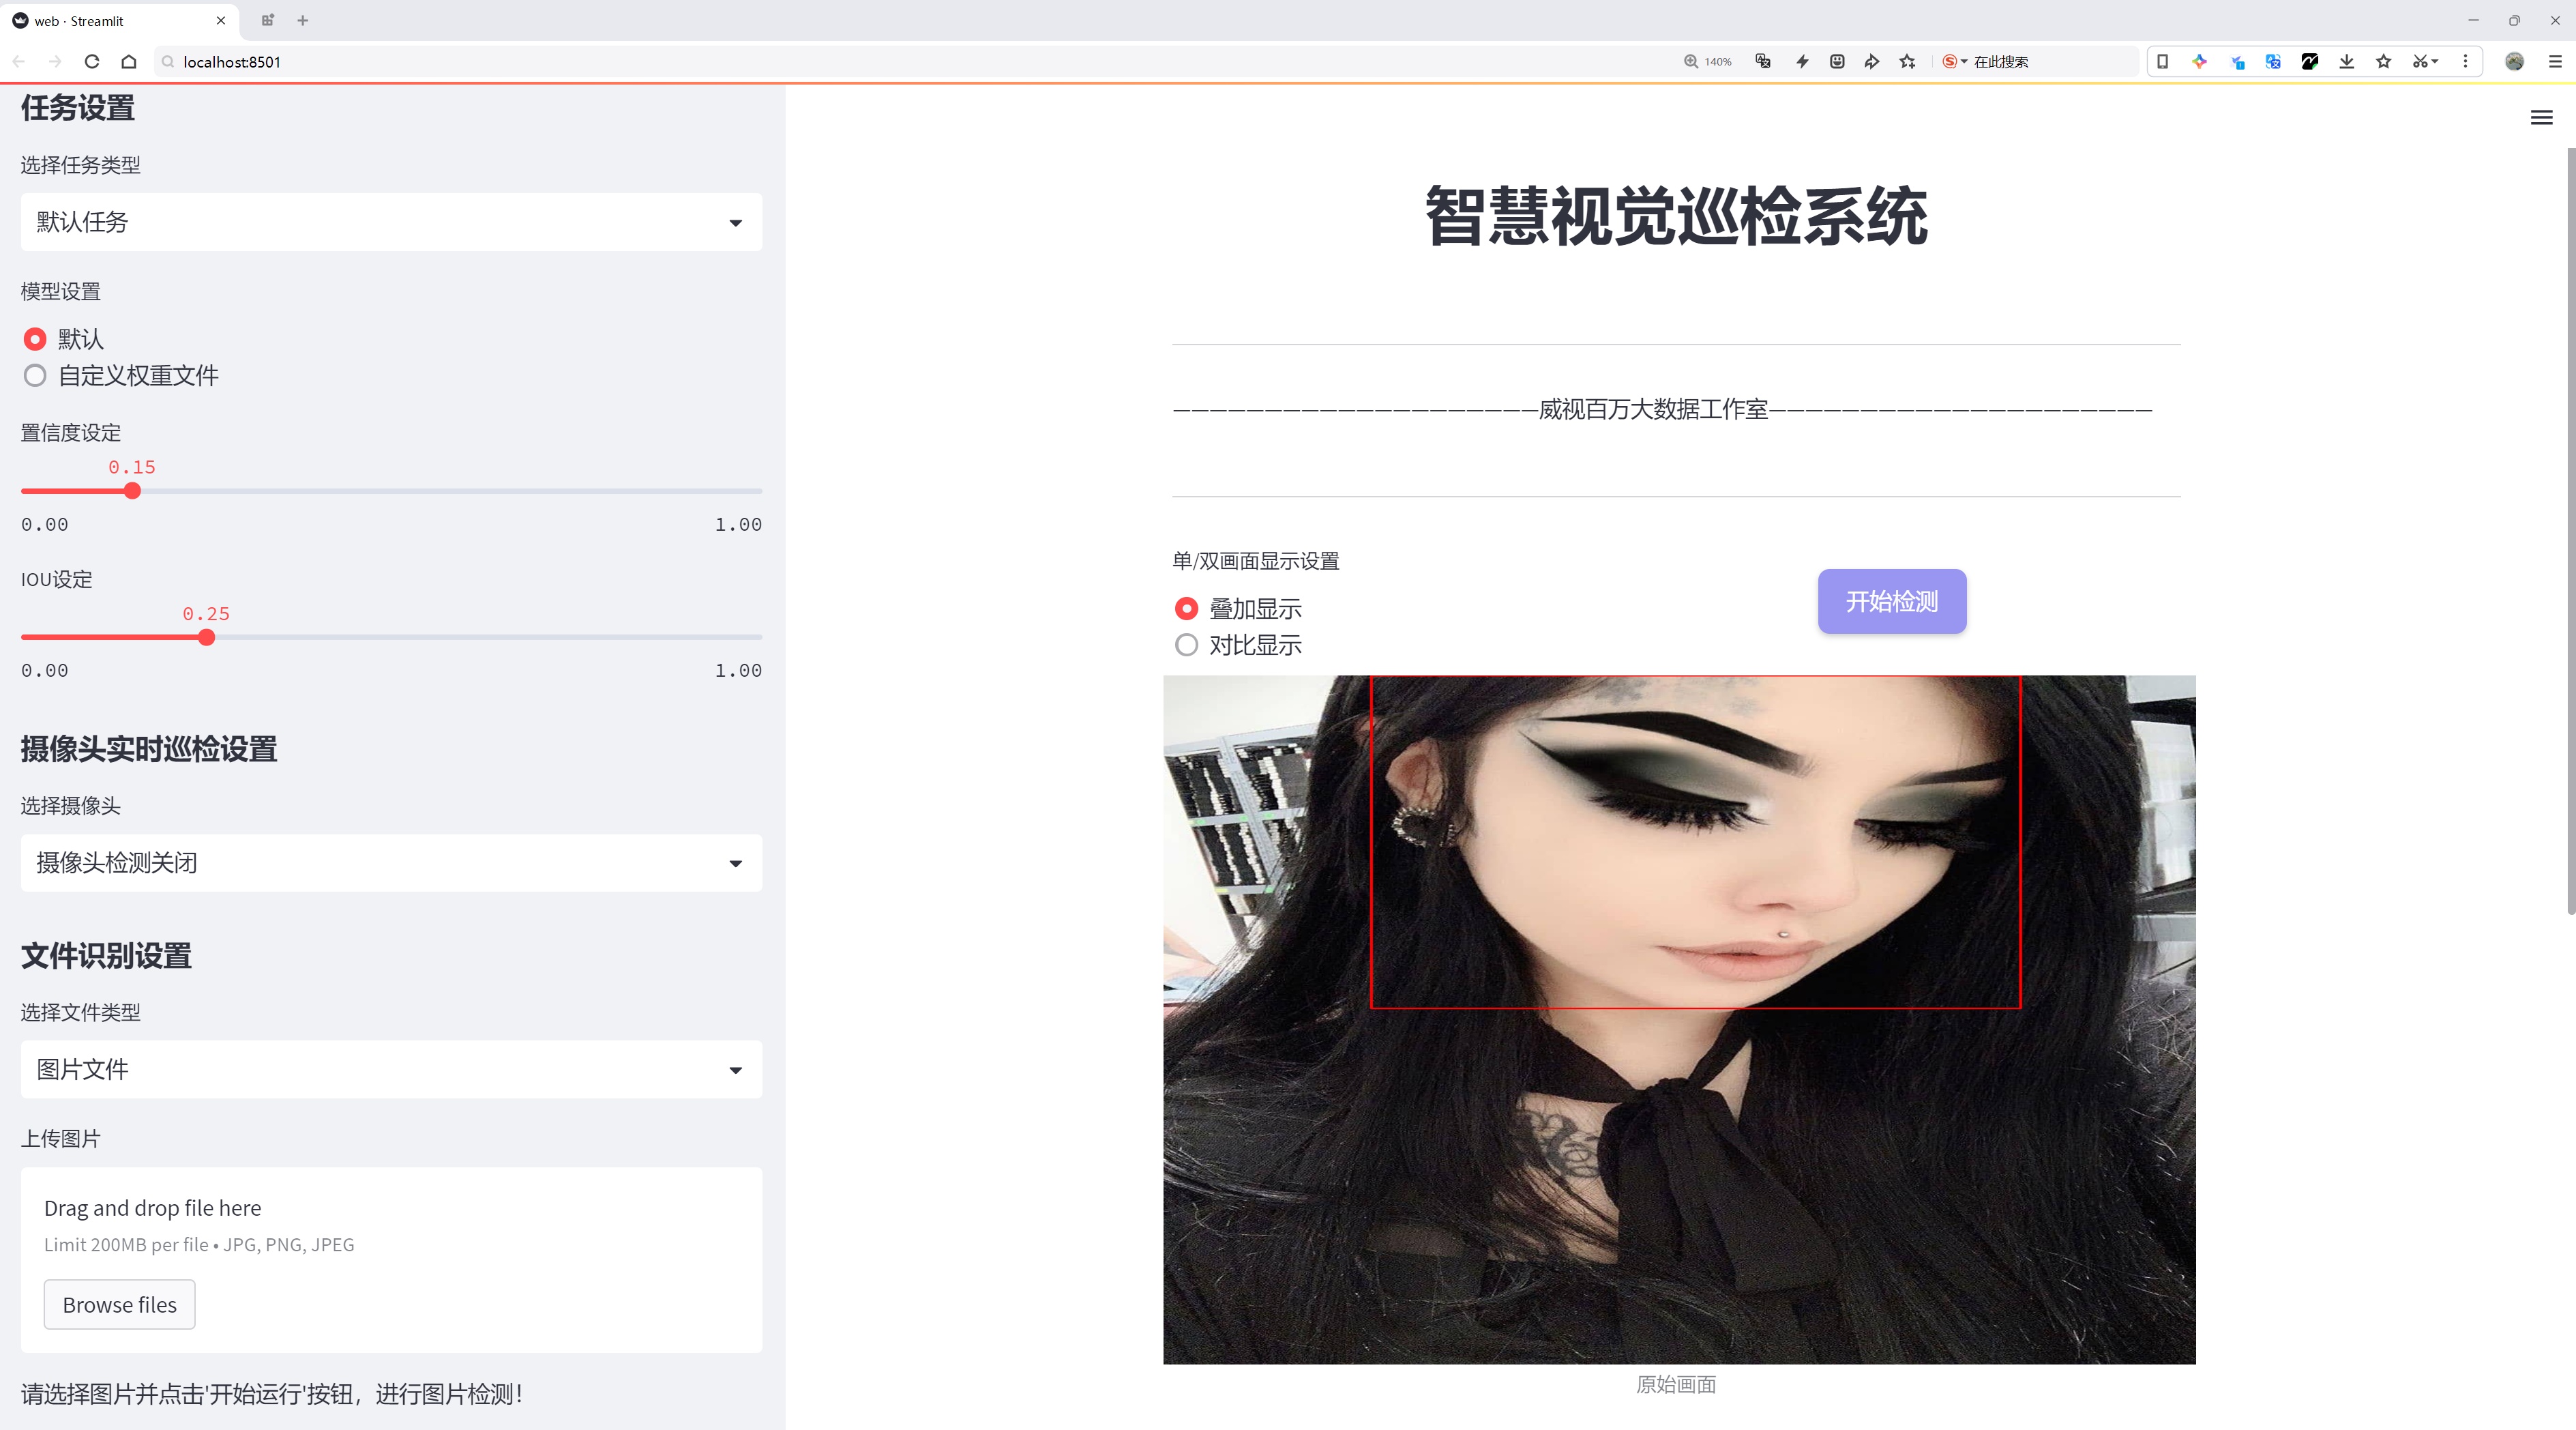 web · Streamlit
localhost:8501
140%
在此搜索
任务设置
选择任务类型
默认任务
模型设置
默认
自定义权重文件
置信度设定
0.15
0.00
1.00
IOU设定
0.25
0.00
1.00
摄像头实时巡检设置
选择摄像头
摄像头检测关闭
文件识别设置
选择文件类型
图片文件
上传图片
Drag and drop file here
Limit 200MB per file • JPG, PNG, JPEG
Browse files
请选择图片并点击'开始运行'按钮，进行图片检测！
智慧视觉巡检系统
————————————————————威视百万大数据工作室—————————————————————
单/双画面显示设置
叠加显示
对比显示
开始检测
原始画面